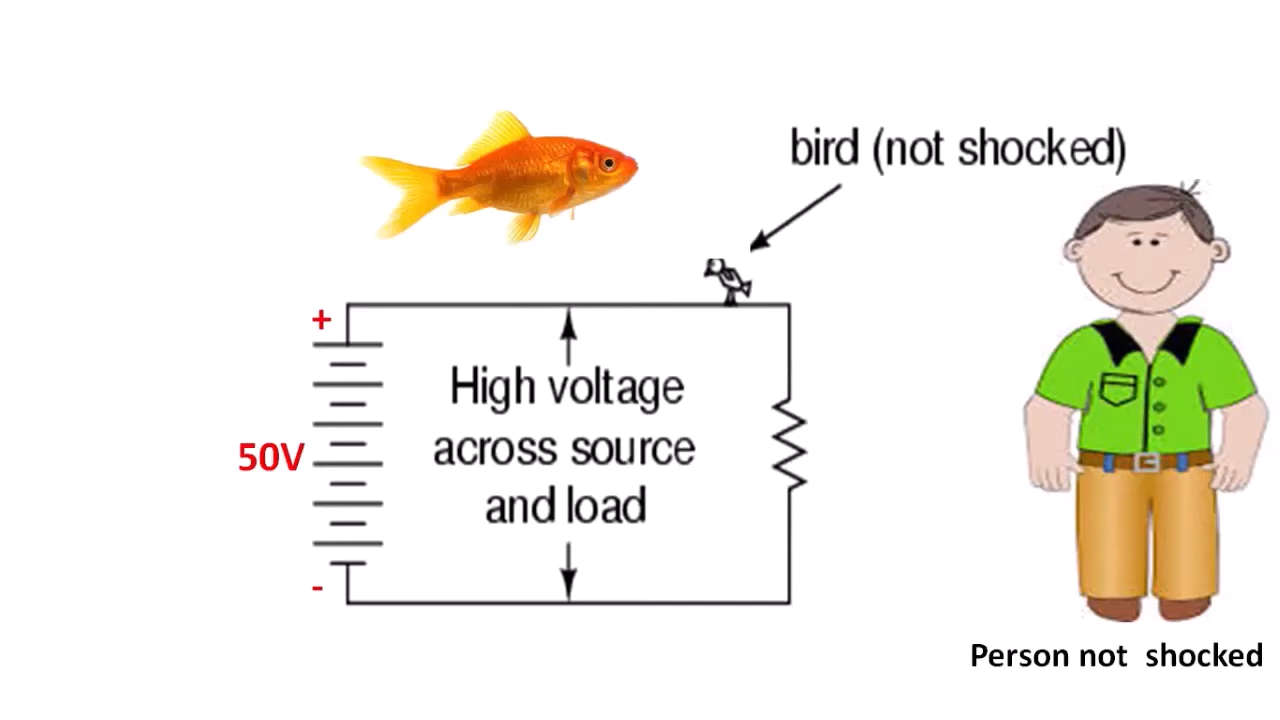 bird (not shocked)
+
High voltage
across source
and load
50V
-
Person not shocked